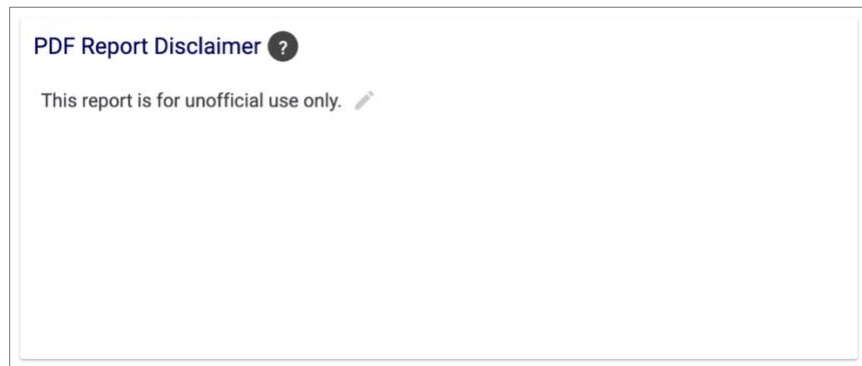 PDF Report Disclaimer ?
This report is for unofficial use only.